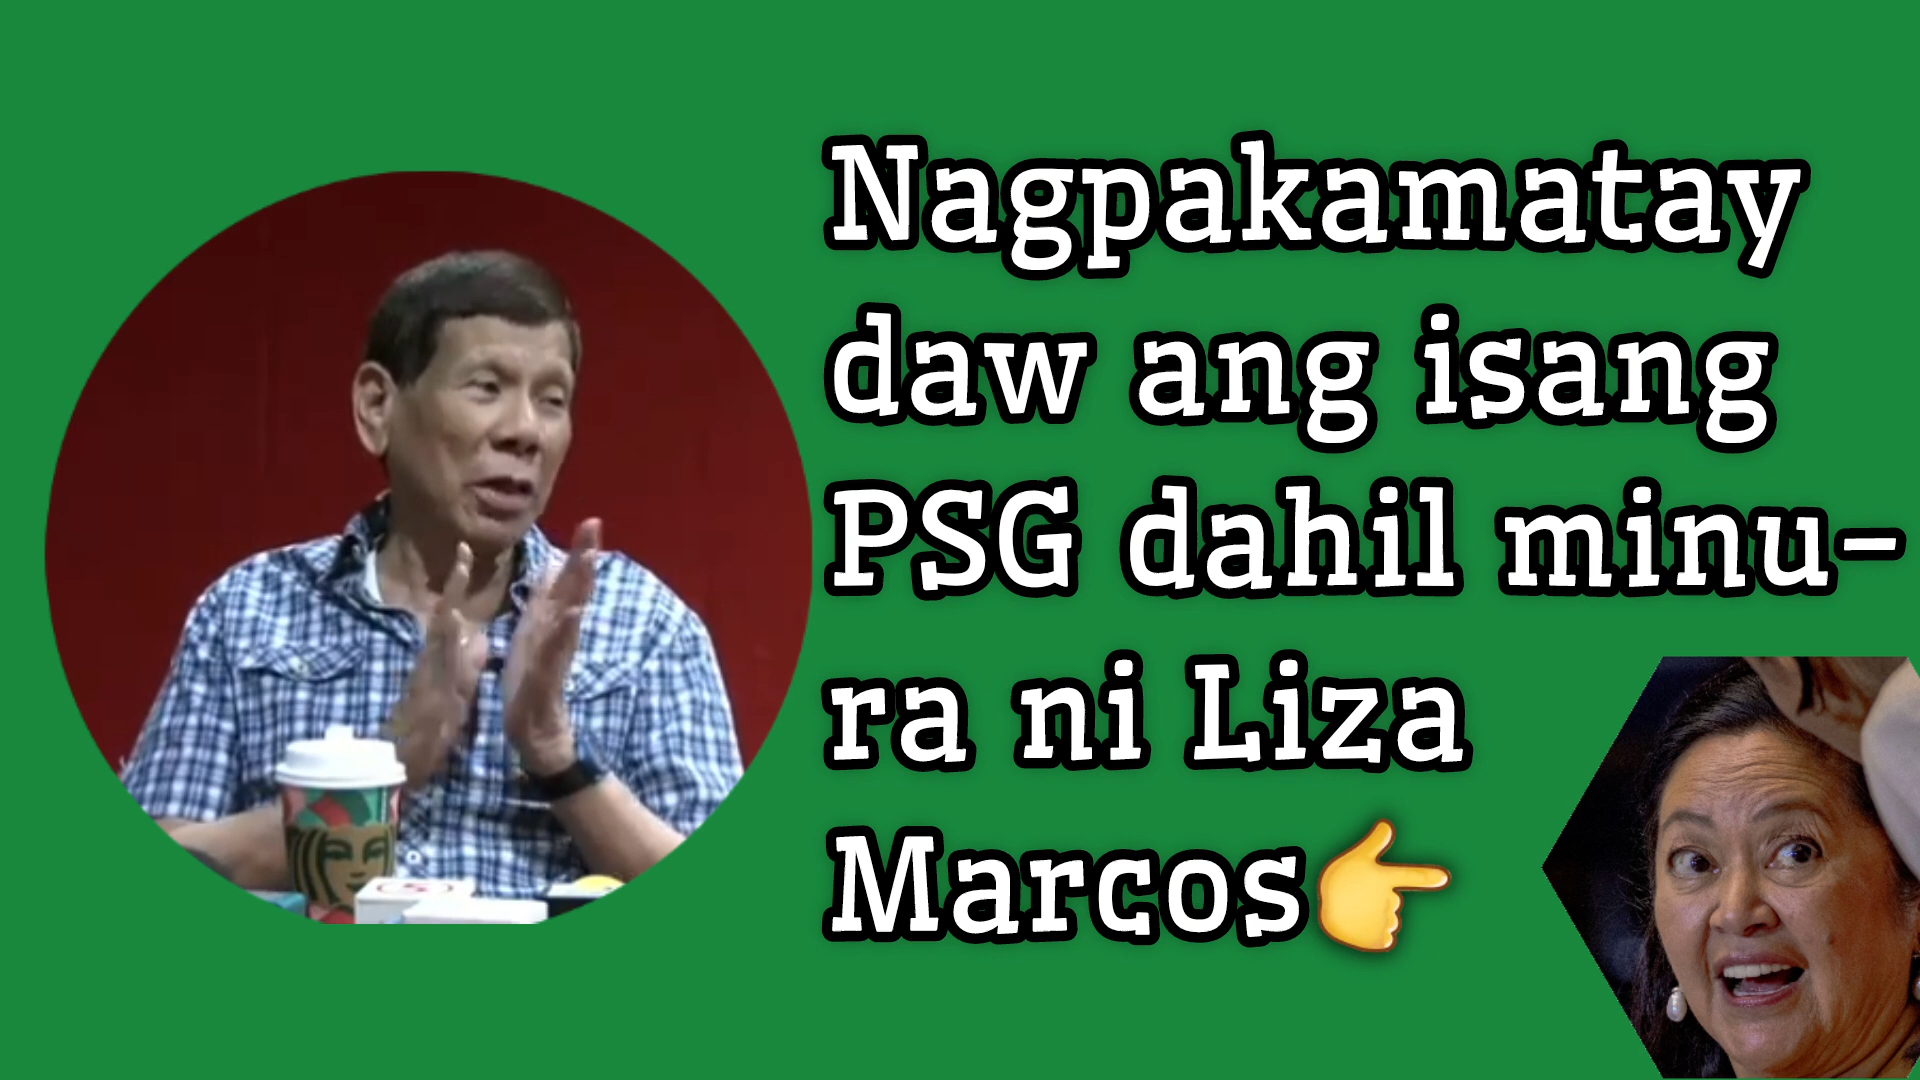 Nagpakamatay
daw ang isang
PSG dahil minu-
ra ni Liza
Marcos👉